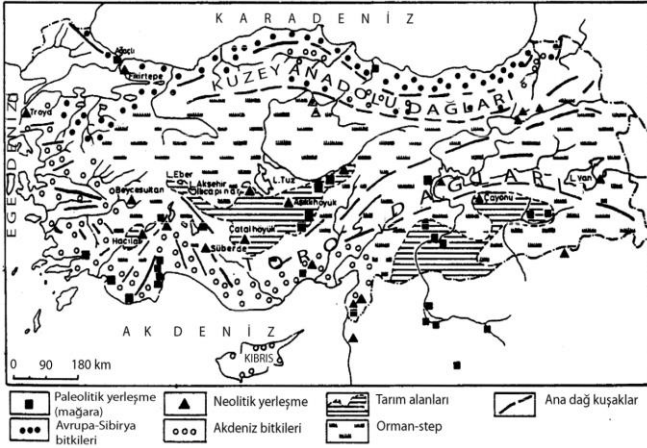 KARADENİZ
Ağaçlı
Fikirtepe
KUZEY ANADOLU DAĞLARI
Troya
EGE DENİZİ
L.Eber
Akşehir
L.Tuz
L.Van
Beycesultan
Aşıklıhöyük
Çayönü
TOROS DAĞLARI
Hacılar
Çatalhöyük
Süberde
AKDENİZ
KIBRIS
0 90 180 km
Paleolitik yerleşme
(mağara)
Neolitik yerleşme
Tarım alanları
Ana dağ kuşaklar
Avrupa-Sibirya
bitkileri
Akdeniz bitkileri
Orman-step